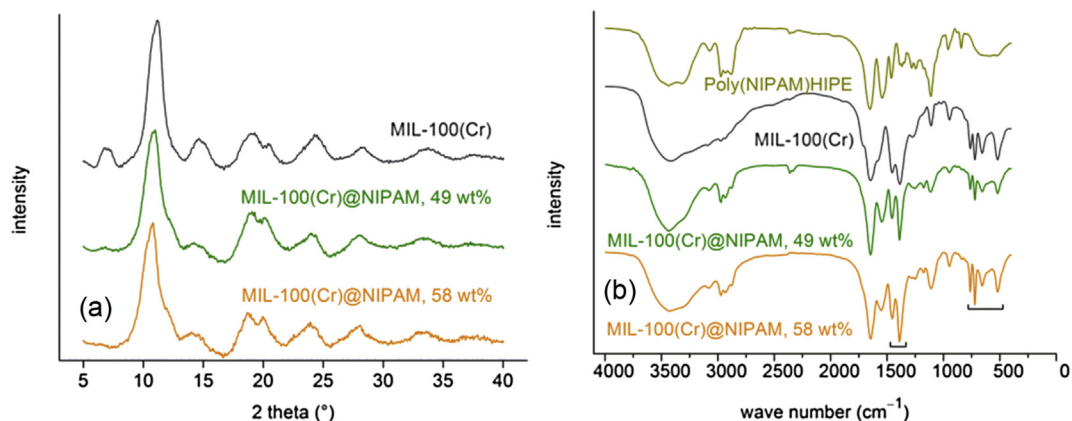 intensity
MIL-100(Cr)
MIL-100(Cr)@NIPAM, 49 wt%
MIL-100(Cr)@NIPAM, 58 wt%
(a)
5 10 15 20 25 30 35 40
2 theta (°)
intensity
Poly(NIPAM)HIPE
MIL-100(Cr)
MIL-100(Cr)@NIPAM, 49 wt%
(b)
MIL-100(Cr)@NIPAM, 58 wt%
4000 3500 3000 2500 2000 1500 1000 500 0
wave number (cm⁻¹)